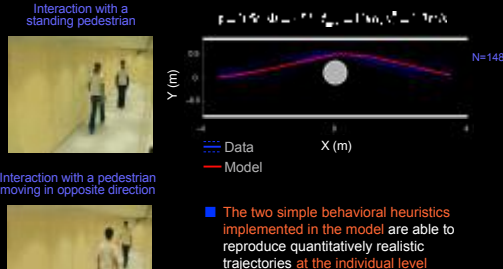 Interaction with a
standing pedestrian
N=148
Y (m)
X (m)
Data
Model
Interaction with a pedestrian
moving in opposite direction
The two simple behavioral heuristics
implemented in the model are able to
reproduce quantitatively realistic
trajectories at the individual level